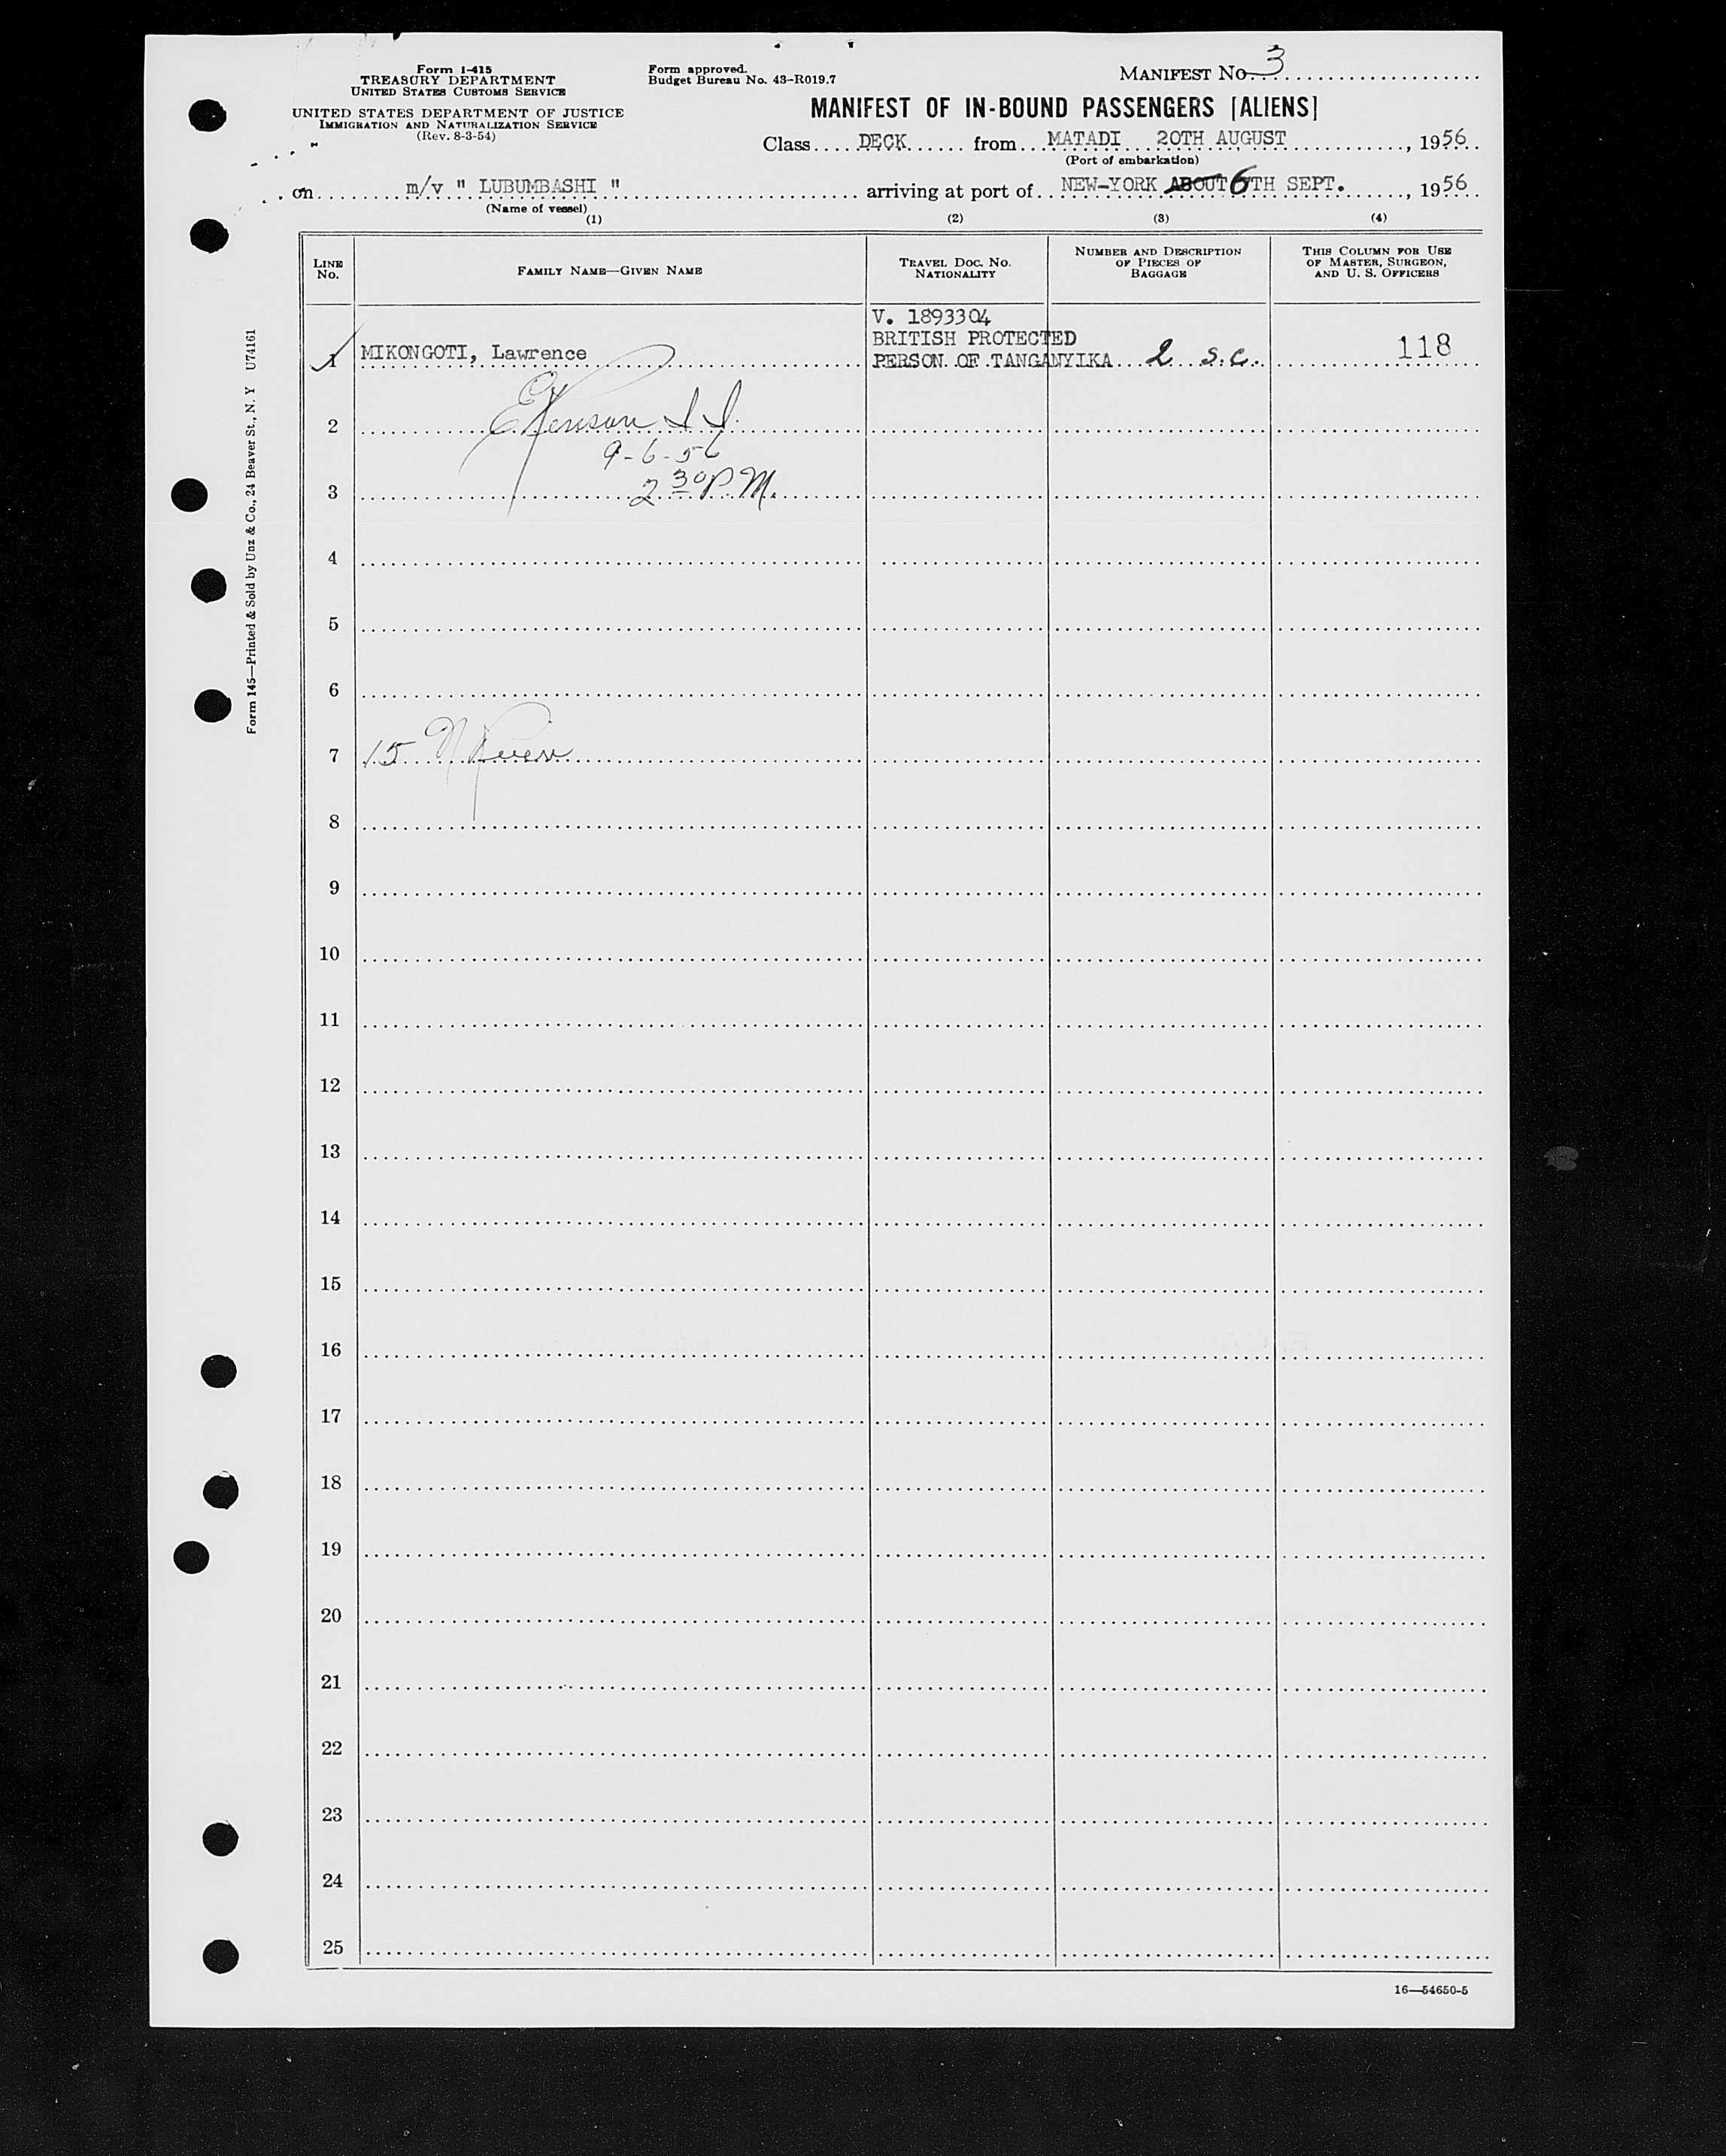 Form I-415
TREASURY DEPARTMENT
UNITED STATES CUSTOMS SERVICE
UNITED STATES DEPARTMENT OF JUSTICE
IMMIGRATION AND NATURALIZATION SERVICE
(Rev. 8-3-54)
Form approved.
Budget Bureau No. 43-R019.7
MANIFEST NO. 3
MANIFEST OF IN-BOUND PASSENGERS [ALIENS]
Class DECK from MATADI 20TH AUGUST, 1956
(Port of embarkation)
on m/v " LUBUMBASHI " arriving at port of NEW-YORK ABOUT 6TH SEPT., 1956
(Name of vessel)
(1) (2) (3) (4)
LINE NO. FAMILY NAME—GIVEN NAME TRAVEL DOC. NO. NATIONALITY NUMBER AND DESCRIPTION OF PIECES OF BAGGAGE THIS COLUMN FOR USE OF MASTER, SURGEON, AND U. S. OFFICERS
V. 1893304
BRITISH PROTECTED
1 MIKONGOTI, Lawrence PERSON OF TANGANYIKA 2 s.c. 118
2
9-6-56
3 2 30 P.M.
4
5
6
7 15
8
9
10
11
12
13
14
15
16
17
18
19
20
21
22
23
24
25
16—54650-5
Form 145—Printed & Sold by Unz & Co., 24 Beaver St., N. Y U74161